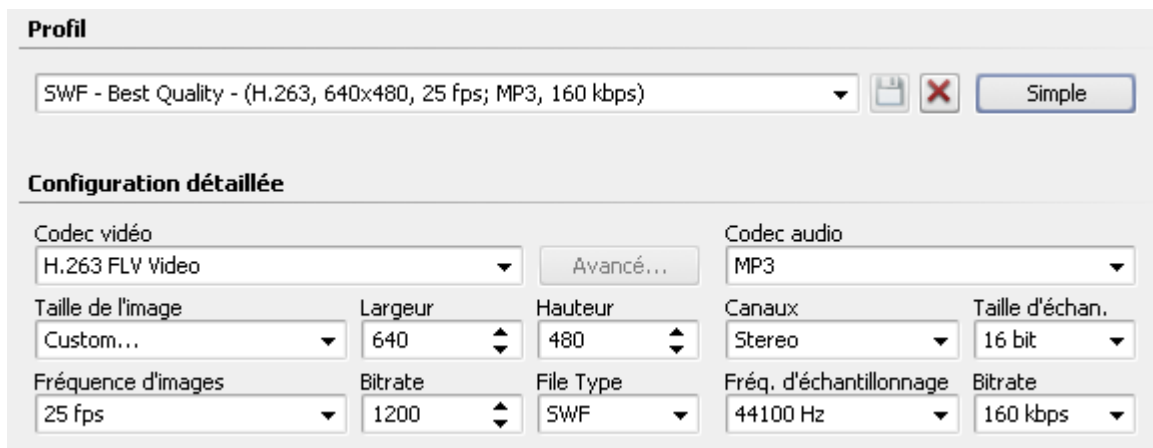 Profil
SWF - Best Quality - (H.263, 640x480, 25 fps; MP3, 160 kbps)
Simple
Configuration détaillée
Codec vidéo
Codec audio
H.263 FLV Video
Avancé...
MP3
Taille de l'image
Largeur
Hauteur
Canaux
Taille d'échan.
Custom...
640
480
Stereo
16 bit
Fréquence d'images
Bitrate
File Type
Fréq. d'échantillonnage
Bitrate
25 fps
1200
SWF
44100 Hz
160 kbps